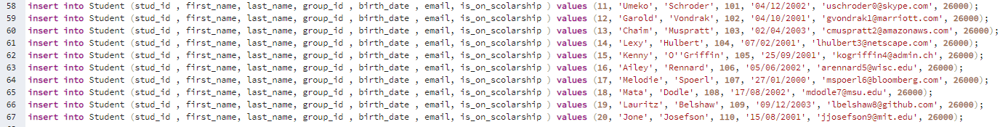 58 insert into Student (stud_id , first_name, last_name, group_id , birth_date , email, is_on_scolarship ) values (11, 'Umeko', 'Schroder', 101, '04/12/2002', 'uschroder0@skype.com', 26000);
59 insert into Student (stud_id , first_name, last_name, group_id , birth_date , email, is_on_scolarship ) values (12, 'Garold', 'Vondrak', 102, '04/10/2001', 'gvondrak1@marriott.com', 26000);
60 insert into Student (stud_id , first_name, last_name, group_id , birth_date , email, is_on_scolarship ) values (13, 'Chaim', 'Muspratt', 103, '02/04/2003', 'cmuspratt2@amazonaws.com', 26000);
61 insert into Student (stud_id , first_name, last_name, group_id , birth_date , email, is_on_scolarship ) values (14, 'Lexy', 'Hulbert', 104, '07/02/2001', 'lhulbert3@netscape.com', 26000);
62 insert into Student (stud_id , first_name, last_name, group_id , birth_date , email, is_on_scolarship ) values (15, 'Kenny', 'O''Griffin', 105, '25/09/2001', 'kogriffin4@admin.ch', 26000);
63 insert into Student (stud_id , first_name, last_name, group_id , birth_date , email, is_on_scolarship ) values (16, 'Ailey', 'Rennard', 106, '05/06/2002', 'arennard5@wisc.edu', 26000);
64 insert into Student (stud_id , first_name, last_name, group_id , birth_date , email, is_on_scolarship ) values (17, 'Melodie', 'Spoerl', 107, '27/01/2000', 'mspoerl6@bloomberg.com', 26000);
65 insert into Student (stud_id , first_name, last_name, group_id , birth_date , email, is_on_scolarship ) values (18, 'Mata', 'Dodle', 108, '17/08/2002', 'mdodle7@msu.edu', 26000);
66 insert into Student (stud_id , first_name, last_name, group_id , birth_date , email, is_on_scolarship ) values (19, 'Lauritz', 'Belshaw', 109, '09/12/2003', 'lbelshaw8@github.com', 26000);
67 insert into Student (stud_id , first_name, last_name, group_id , birth_date , email, is_on_scolarship ) values (20, 'Jone', 'Josefson', 110, '15/08/2001', 'jjosefson9@mit.edu', 26000);